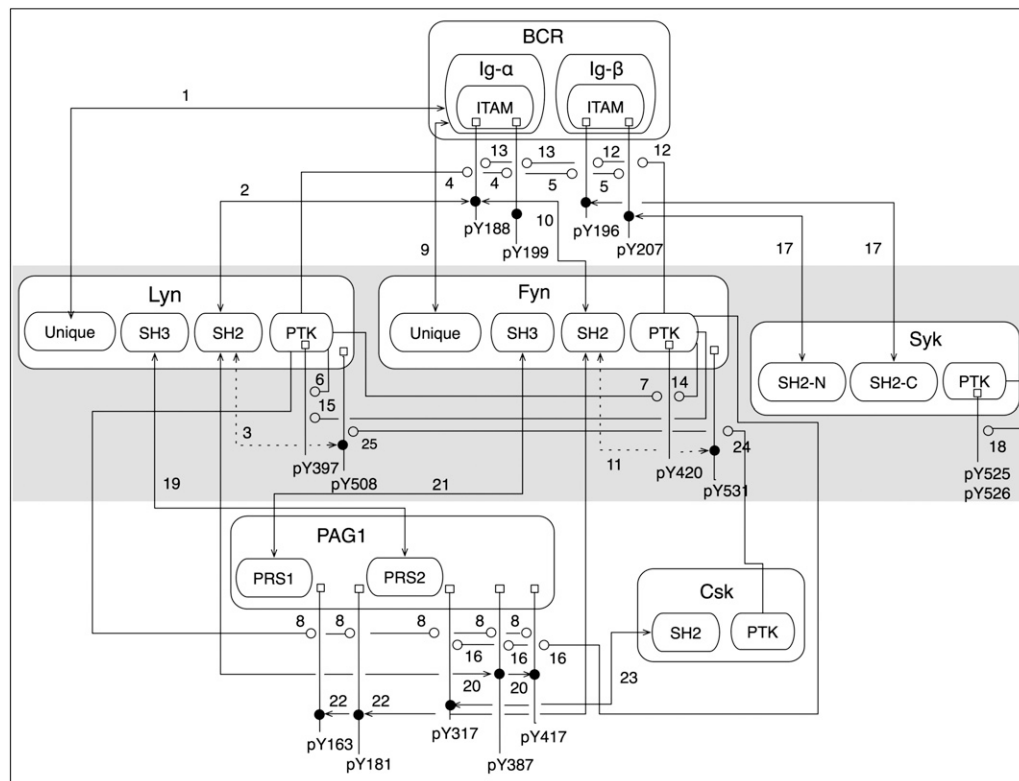 BCR
Ig-α Ig-β
1 ITAM ITAM
13 13 12 12
4 4 5 5
2
10
pY188 pY196
9 pY199 pY207 17 17
Lyn Fyn
Unique SH3 SH2 PTK Unique SH3 SH2 PTK Syk
SH2-N SH2-C PTK
6 7 14
15
3 25 24 18
pY397 11 pY420 pY525
pY508 pY531 pY526
19 21
PAG1
PRS1 PRS2 Csk
SH2 PTK
8 8 8 8 8
16 16 16
20 20 23
22 22
pY163 pY317 pY417
pY181 pY387